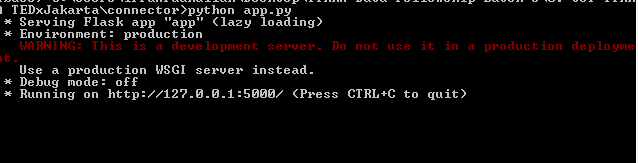 TEDxJakarta\connector>python app.py
* Serving Flask app "app" (lazy loading)
* Environment: production
WARNING: This is a development server. Do not use it in a production deployme
nt.
Use a production WSGI server instead.
* Debug mode: off
* Running on http://127.0.0.1:5000/ (Press CTRL+C to quit)